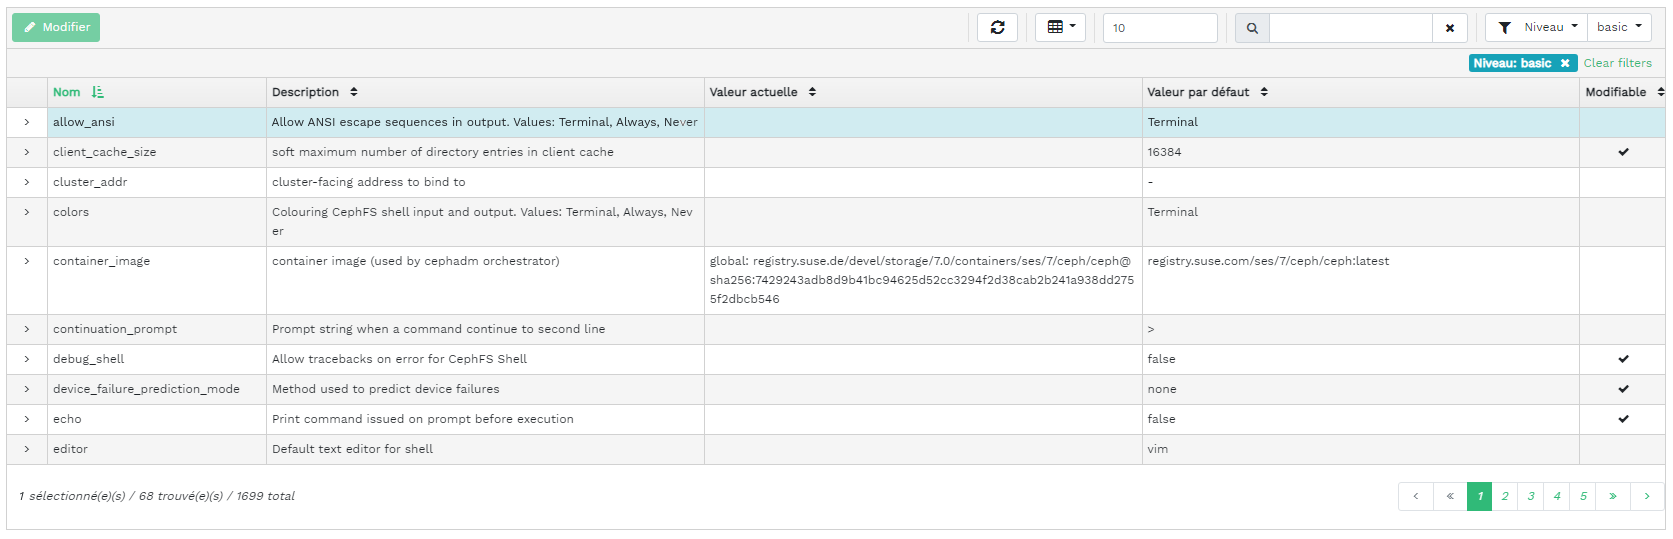 Modifier
10
Niveau
basic
Niveau: basic
Clear filters
Nom
Description
Valeur actuelle
Valeur par défaut
Modifiable
allow_ansi
Allow ANSI escape sequences in output. Values: Terminal, Always, Never
Terminal
client_cache_size
soft maximum number of directory entries in client cache
16384
cluster_addr
cluster-facing address to bind to
-
colors
Colouring CephFS shell input and output. Values: Terminal, Always, Nev
er
Terminal
container_image
container image (used by cephadm orchestrator)
global: registry.suse.de/devel/storage/7.0/containers/ses/7/ceph/ceph@
sha256:7429243adb8d9b41bc94625d52cc3294f2d38cab2b241a938dd275
5f2dbcb546
registry.suse.com/ses/7/ceph/ceph:latest
continuation_prompt
Prompt string when a command continue to second line
>
debug_shell
Allow tracebacks on error for CephFS Shell
false
device_failure_prediction_mode
Method used to predict device failures
none
echo
Print command issued on prompt before execution
false
editor
Default text editor for shell
vim
1 sélectionné(e)(s) / 68 trouvé(e)(s) / 1699 total
1 2 3 4 5